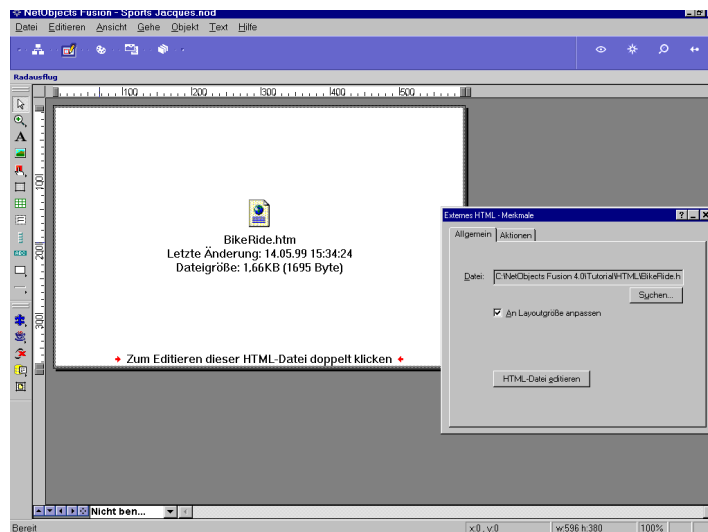 NetObjects Fusion - Sports Jacques.nod
Datei Editieren Ansicht Gehe Objekt Text Hilfe
Radausflug
100 200 300 400 500
100
200
300
BikeRide.htm
Letzte Änderung: 14.05.99 15:34:24
Dateigröße: 1,66KB (1695 Byte)
Zum Editieren dieser HTML-Datei doppelt klicken
Externes HTML - Merkmale
Allgemein Aktionen
Datei: C:\NetObjects Fusion 4.0\Tutorial\HTML\BikeRide.h
Suchen...
An Layoutgröße anpassen
HTML-Datei editieren
Nicht ben...
Bereit x:0, y:0 w:596 h:380 100%